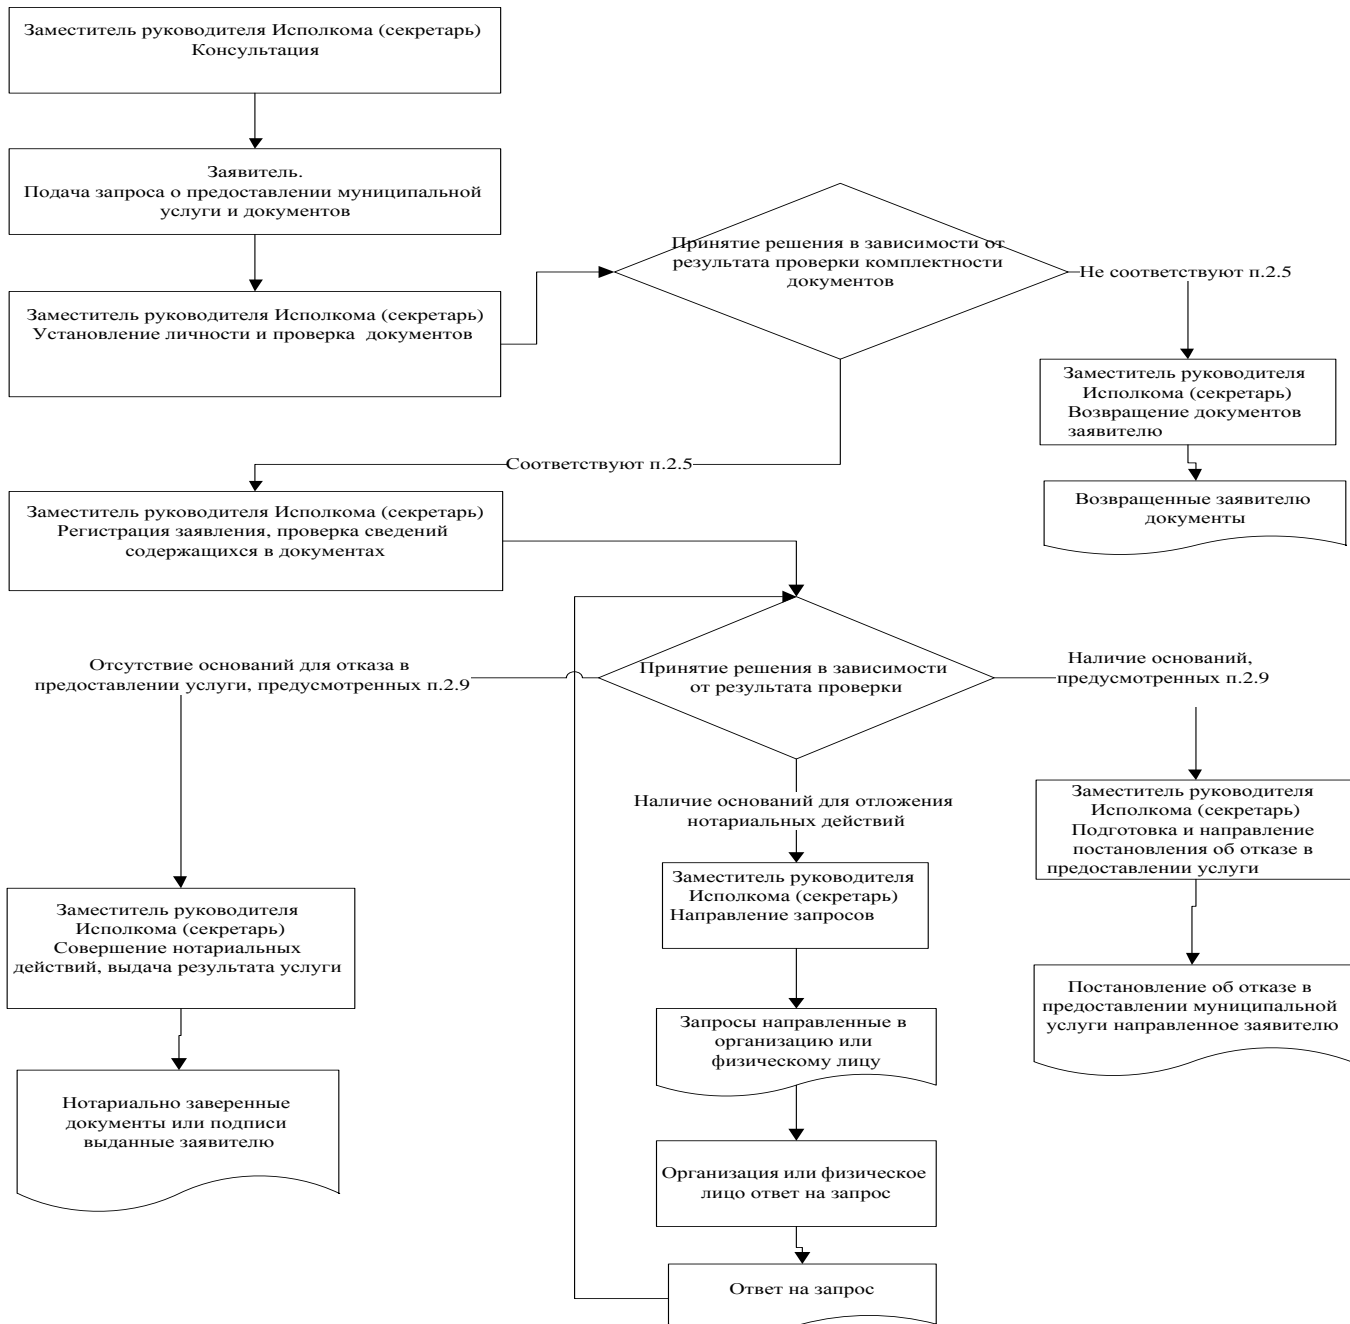 Заместитель руководителя Исполкома (секретарь)
Консультация
Заявитель.
Подача запроса о предоставлении муниципальной
услуги и документов
Заместитель руководителя Исполкома (секретарь)
Установление личности и проверка документов
Принятие решения в зависимости от
результата проверки комплектности
документов
Не соответствуют п.2.5
Заместитель руководителя
Исполкома (секретарь)
Возвращение документов
заявителю
Возвращенные заявителю
документы
Соответствуют п.2.5
Заместитель руководителя Исполкома (секретарь)
Регистрация заявления, проверка сведений
содержащихся в документах
Принятие решения в зависимости
от результата проверки
Отсутствие оснований для отказа в
предоставлении услуги, предусмотренных п.2.9
Наличие оснований,
предусмотренных п.2.9
Наличие оснований для отложения
нотариальных действий
Заместитель руководителя
Исполкома (секретарь)
Совершение нотариальных
действий, выдача результата услуги
Нотариально заверенные
документы или подписи
выданные заявителю
Заместитель руководителя
Исполкома (секретарь)
Направление запросов
Запросы направленные в
организацию или
физическому лицу
Организация или физическое
лицо ответ на запрос
Ответ на запрос
Заместитель руководителя
Исполкома (секретарь)
Подготовка и направление
постановления об отказе в
предоставлении услуги
Постановление об отказе в
предоставлении муниципальной
услуги направленное заявителю